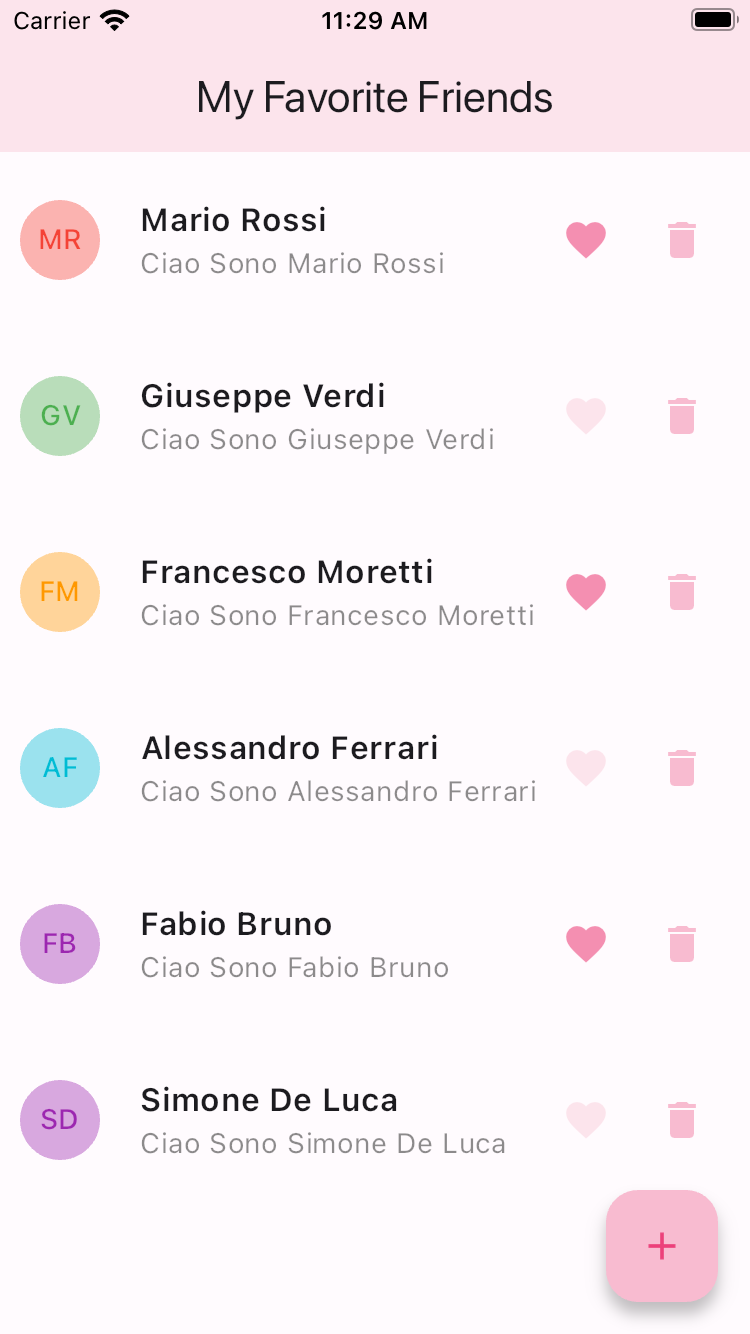 Carrier 11:29 AM
My Favorite Friends
MR
Mario Rossi
Ciao Sono Mario Rossi
GV
Giuseppe Verdi
Ciao Sono Giuseppe Verdi
FM
Francesco Moretti
Ciao Sono Francesco Moretti
AF
Alessandro Ferrari
Ciao Sono Alessandro Ferrari
FB
Fabio Bruno
Ciao Sono Fabio Bruno
SD
Simone De Luca
Ciao Sono Simone De Luca
+